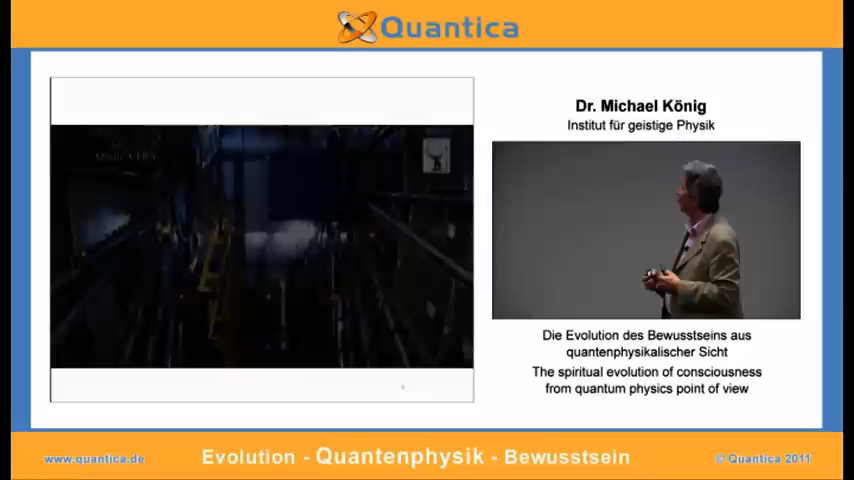 Quantica
Dr. Michael König
Institut für geistige Physik
Die Evolution des Bewusstseins aus
quantenphysikalischer Sicht
The spiritual evolution of consciousness
from quantum physics point of view
www.quantica.de
Evolution - Quantenphysik - Bewusstsein
© Quantica 2011